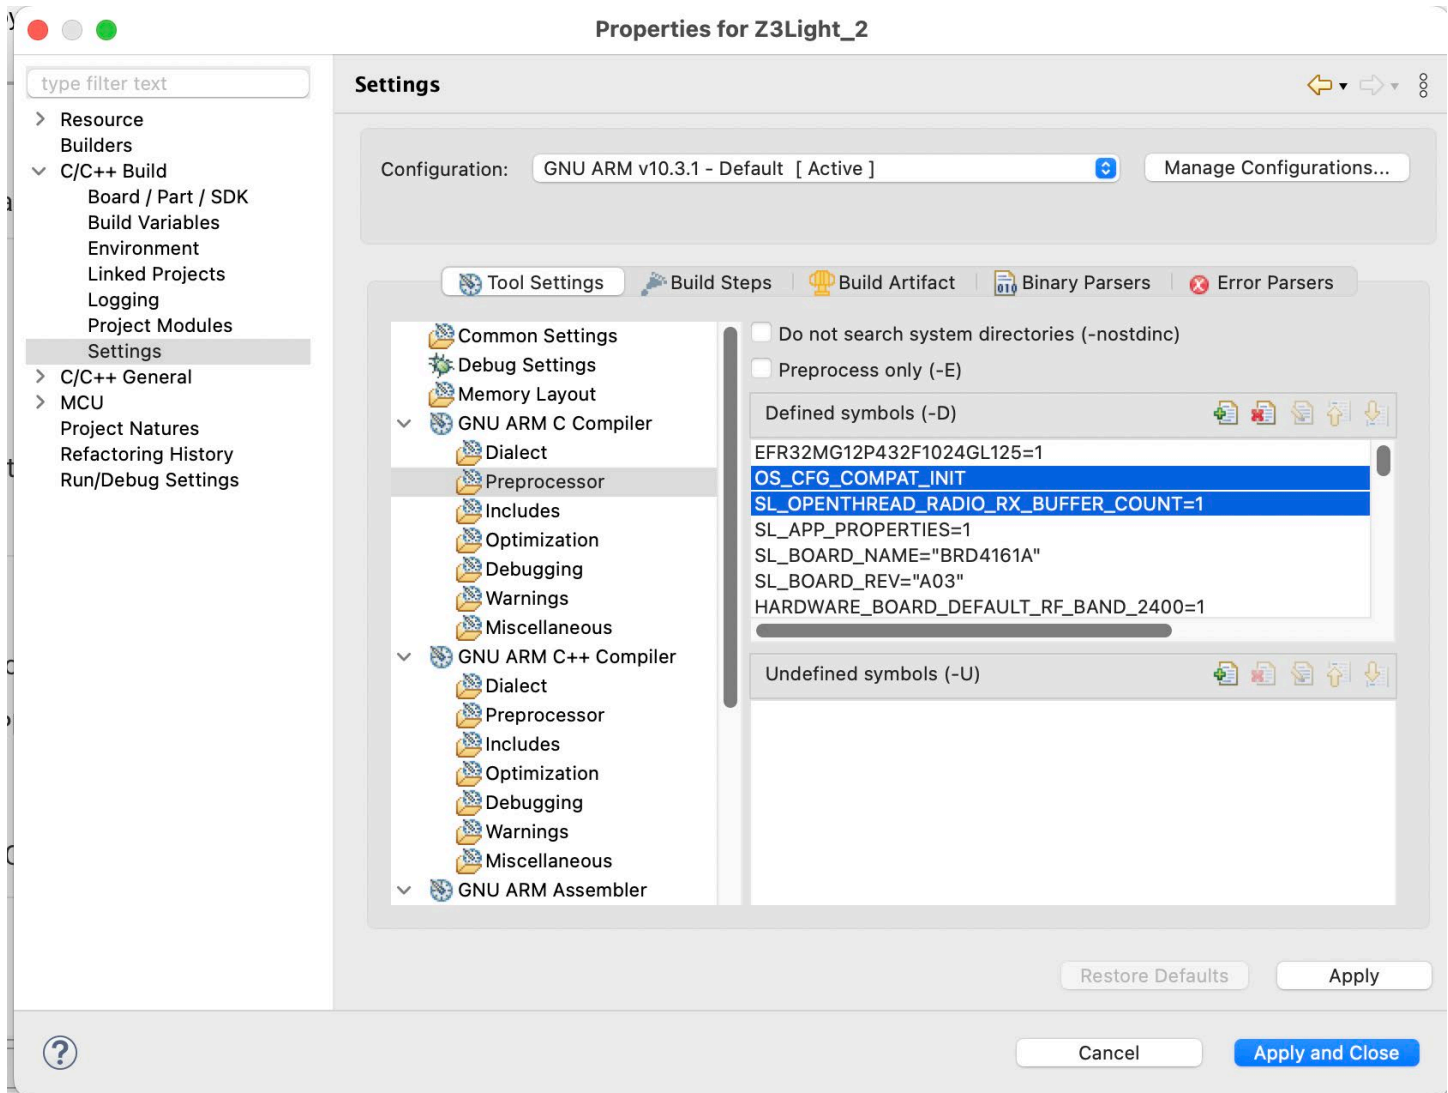 Properties for Z3Light_2
type filter text
Resource
Builders
C/C++ Build
Board / Part / SDK
Build Variables
Environment
Linked Projects
Logging
Project Modules
Settings
C/C++ General
MCU
Project Natures
Refactoring History
Run/Debug Settings
Settings
Configuration:
GNU ARM v10.3.1 - Default [ Active ]
Manage Configurations...
Tool Settings
Build Steps
Build Artifact
Binary Parsers
Error Parsers
Common Settings
Debug Settings
Memory Layout
GNU ARM C Compiler
Dialect
Preprocessor
Includes
Optimization
Debugging
Warnings
Miscellaneous
GNU ARM C++ Compiler
Dialect
Preprocessor
Includes
Optimization
Debugging
Warnings
Miscellaneous
GNU ARM Assembler
Do not search system directories (-nostdinc)
Preprocess only (-E)
Defined symbols (-D)
EFR32MG12P432F1024GL125=1
OS_CFG_COMPAT_INIT
SL_OPENTHREAD_RADIO_RX_BUFFER_COUNT=1
SL_APP_PROPERTIES=1
SL_BOARD_NAME="BRD4161A"
SL_BOARD_REV="A03"
HARDWARE_BOARD_DEFAULT_RF_BAND_2400=1
Undefined symbols (-U)
Restore Defaults
Apply
?
Cancel
Apply and Close